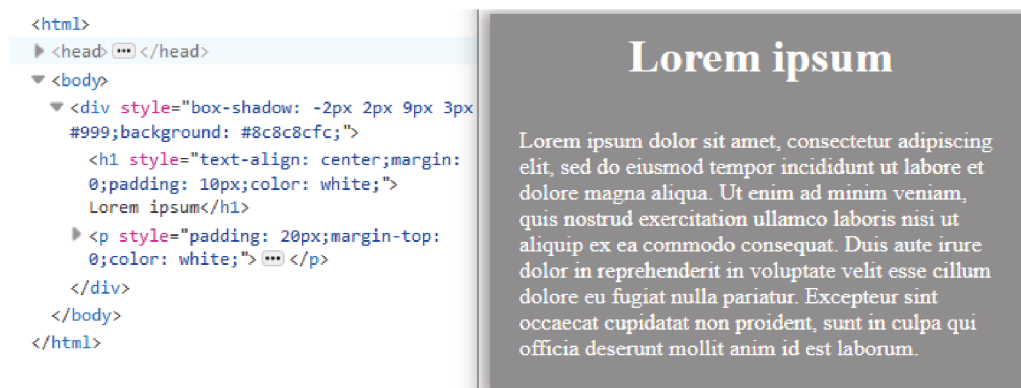 <html>
<head> ••• </head>
<body>
<div style="box-shadow: -2px 2px 9px 3px
#999;background: #8c8c8cfc;">
<h1 style="text-align: center;margin:
0;padding: 10px;color: white;">
Lorem ipsum</h1>
<p style="padding: 20px;margin-top:
0;color: white;"> ••• </p>
</div>
</body>
</html>
Lorem ipsum
Lorem ipsum dolor sit amet, consectetur adipiscing
elit, sed do eiusmod tempor incididunt ut labore et
dolore magna aliqua. Ut enim ad minim veniam,
quis nostrud exercitation ullamco laboris nisi ut
aliquip ex ea commodo consequat. Duis aute irure
dolor in reprehenderit in voluptate velit esse cillum
dolore eu fugiat nulla pariatur. Excepteur sint
occaecat cupidatat non proident, sunt in culpa qui
officia deserunt mollit anim id est laborum.